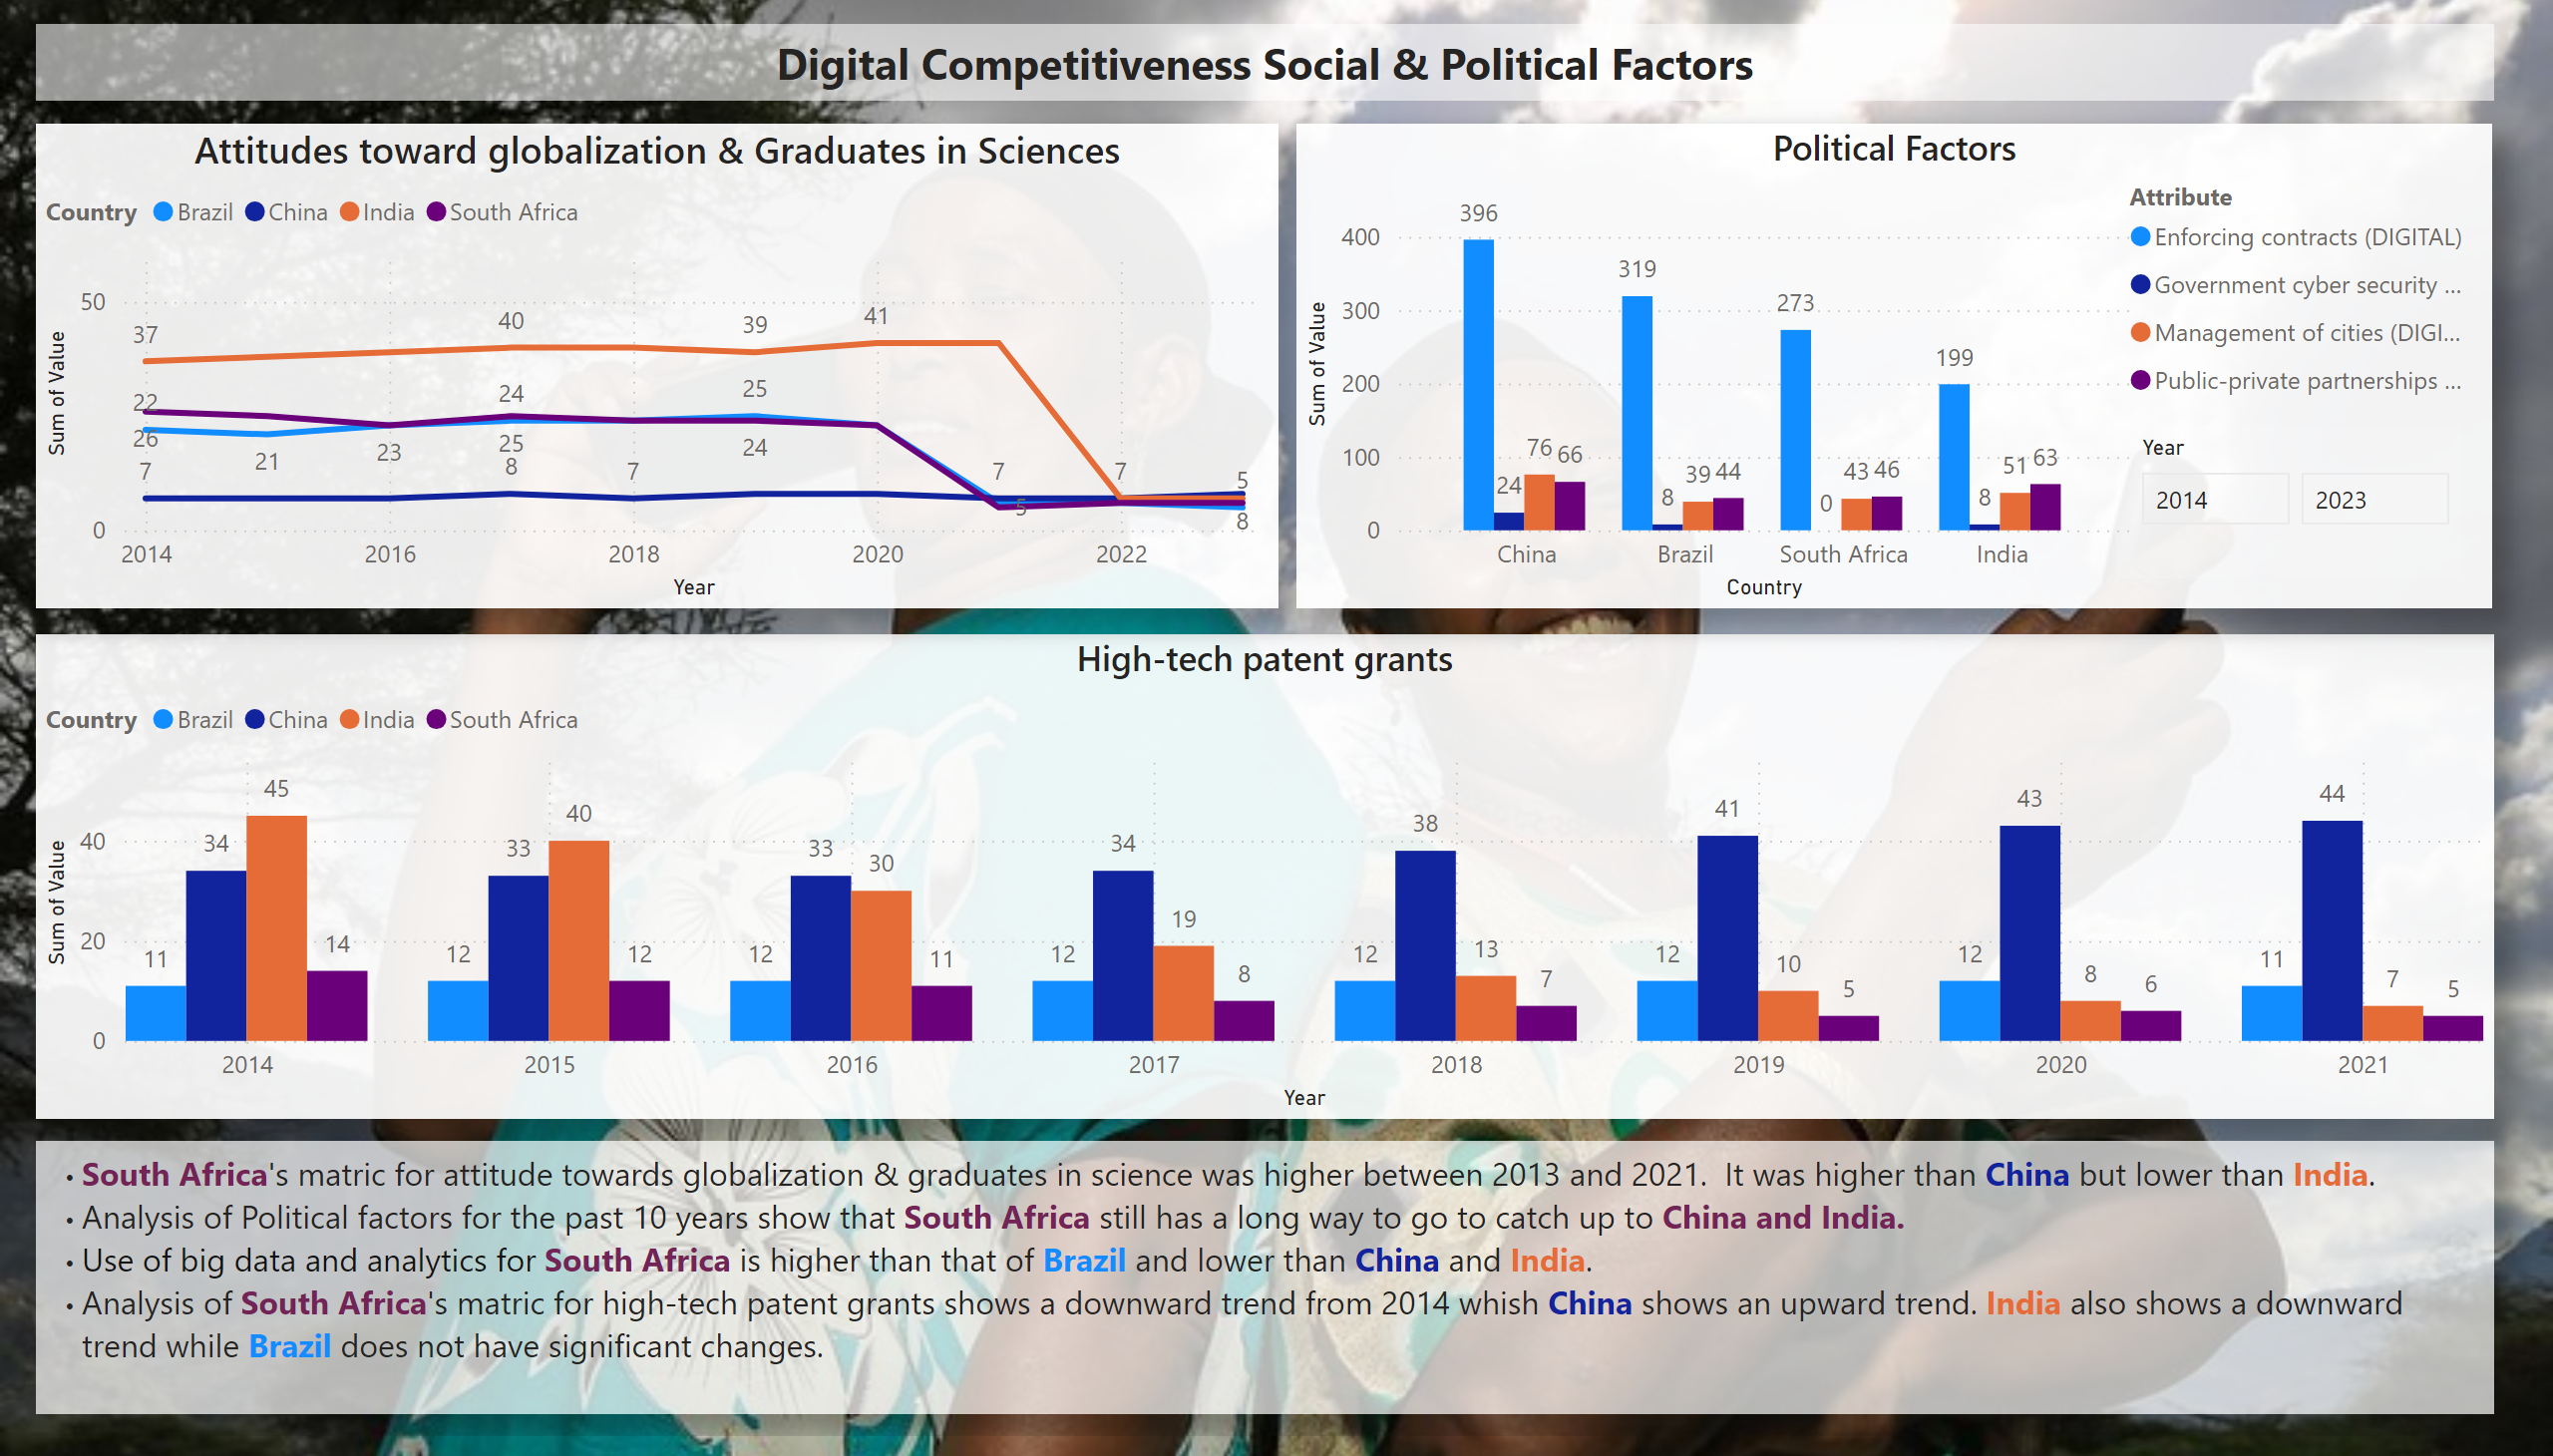 Digital Competitiveness Social & Political Factors
Attitudes toward globalization & Graduates in Sciences
Country Brazil China India South Africa
Sum of Value
50
0
37
40
39
41
22
24
25
26
21
23
25
24
7
8
7
7
7
5
5
8
2014 2016 2018 2020 2022
Year
Political Factors
Sum of Value
400
300
200
100
0
396 24 76 66
319 8 39 44
273 0 43 46
199 8 51 63
China Brazil South Africa India
Country
Attribute
Enforcing contracts (DIGITAL)
Government cyber security ...
Management of cities (DIGI...
Public-private partnerships ...
Year
2014 2023
High-tech patent grants
Country Brazil China India South Africa
Sum of Value
40
20
0
11 34 45 14
12 33 40 12
12 33 30 11
12 34 19 8
12 38 13 7
12 41 10 5
12 43 8 6
11 44 7 5
2014 2015 2016 2017 2018 2019 2020 2021
Year
• South Africa's matric for attitude towards globalization & graduates in science was higher between 2013 and 2021. It was higher than China but lower than India.
• Analysis of Political factors for the past 10 years show that South Africa still has a long way to go to catch up to China and India.
• Use of big data and analytics for South Africa is higher than that of Brazil and lower than China and India.
• Analysis of South Africa's matric for high-tech patent grants shows a downward trend from 2014 whish China shows an upward trend. India also shows a downward
trend while Brazil does not have significant changes.